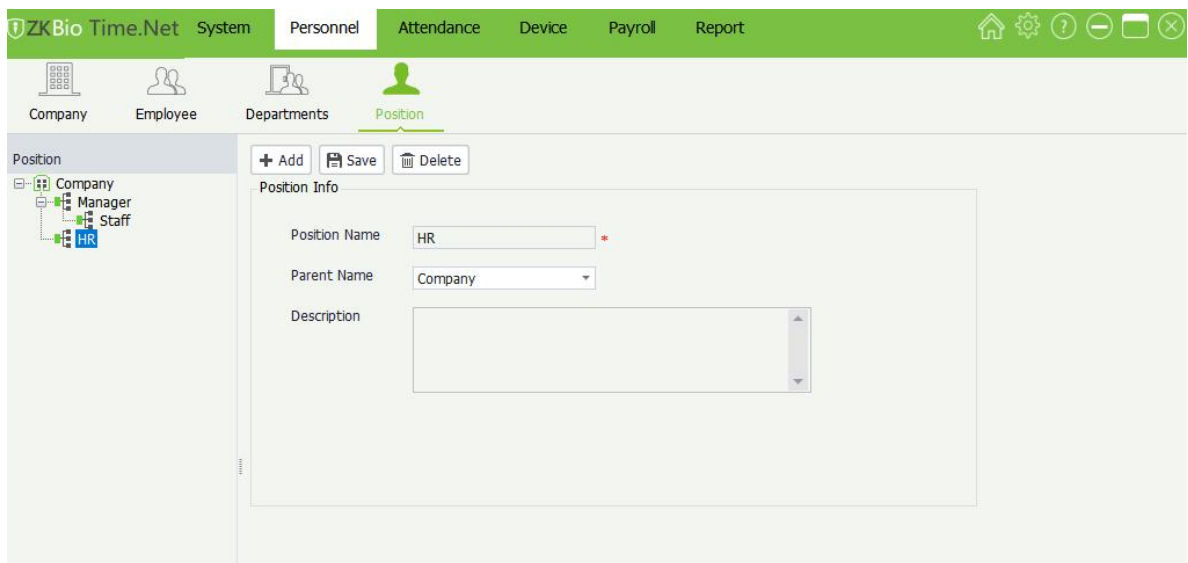 ZKBio Time.Net System Personnel Attendance Device Payroll Report
Company Employee Departments Position
Position
Add Save Delete
Company
Manager
Staff
HR
Position Info
Position Name HR *
Parent Name Company
Description